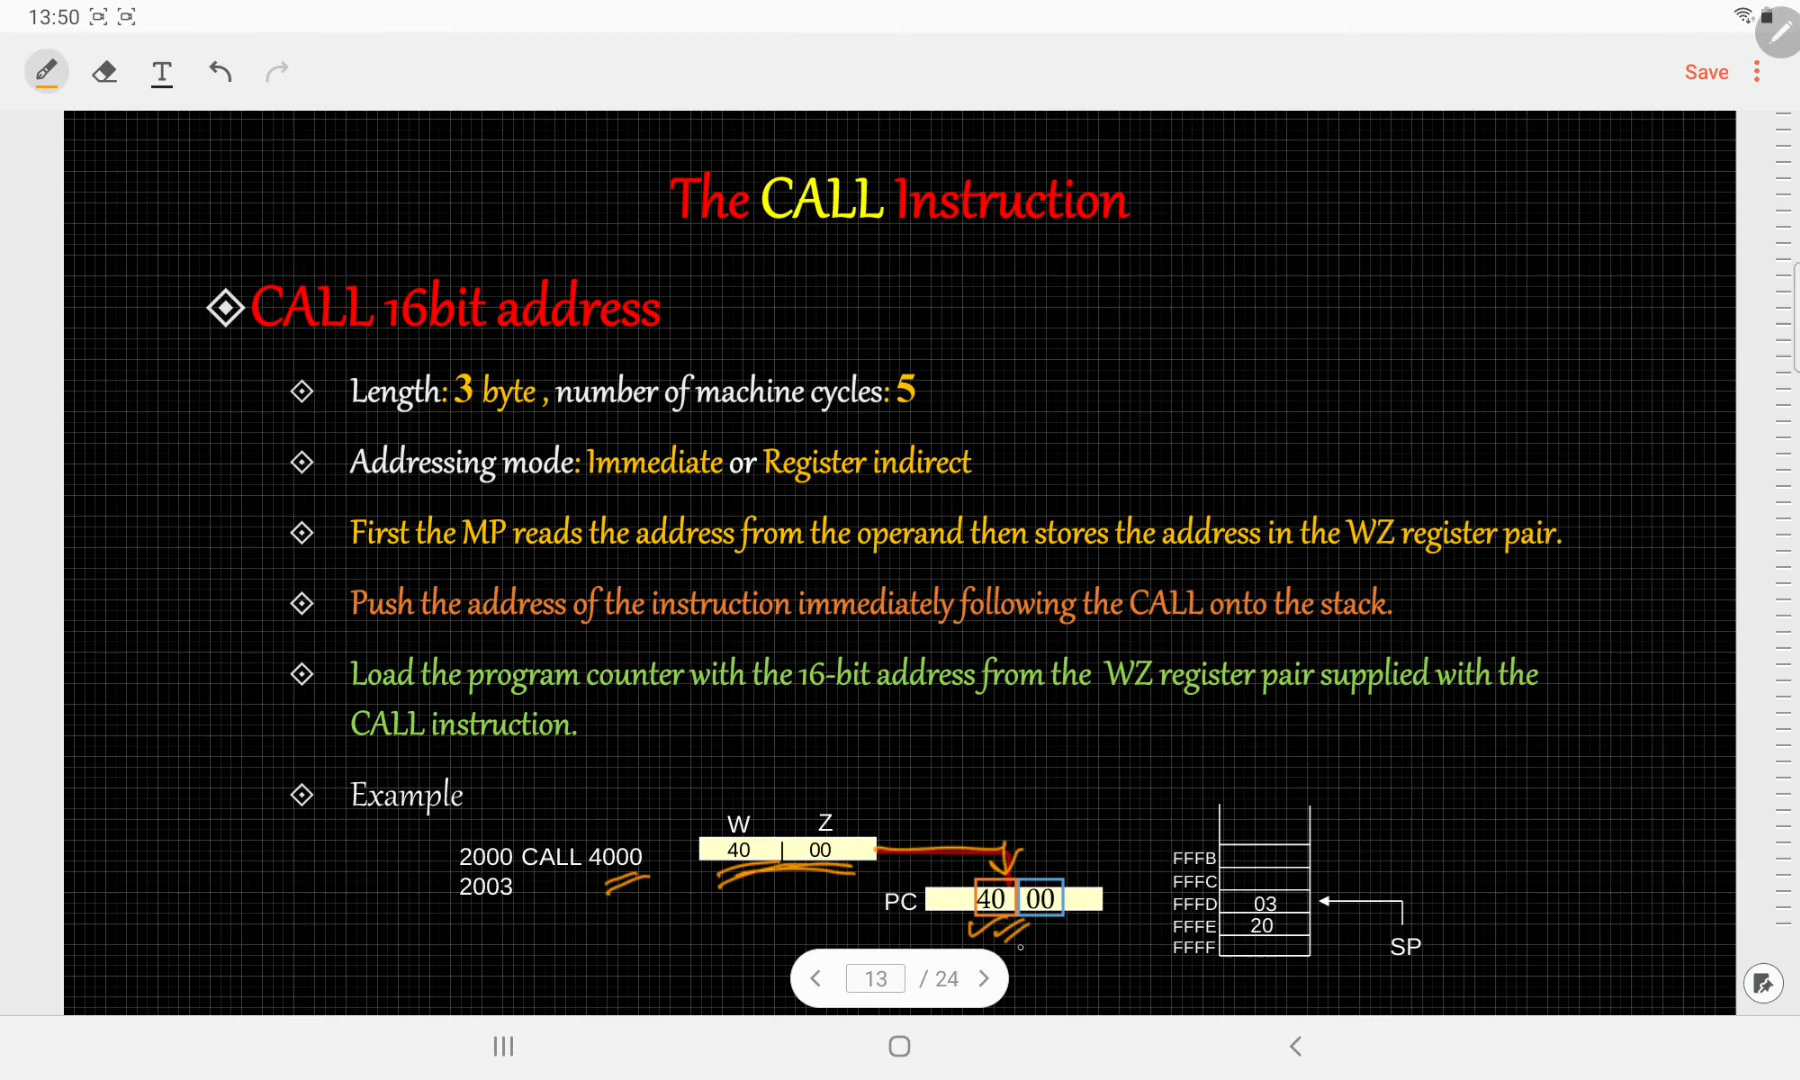 13:50
Save
The CALL Instruction
CALL 16bit address
Length: 3 byte , number of machine cycles: 5
Addressing mode: Immediate or Register indirect
First the MP reads the address from the operand then stores the address in the WZ register pair.
Push the address of the instruction immediately following the CALL onto the stack.
Load the program counter with the 16-bit address from the WZ register pair supplied with the
CALL instruction.
Example
W Z
40 | 00
2000 CALL 4000
2003
PC 40 00
FFFB
FFFC
FFFD 03
FFFE 20
FFFF
SP
13 / 24